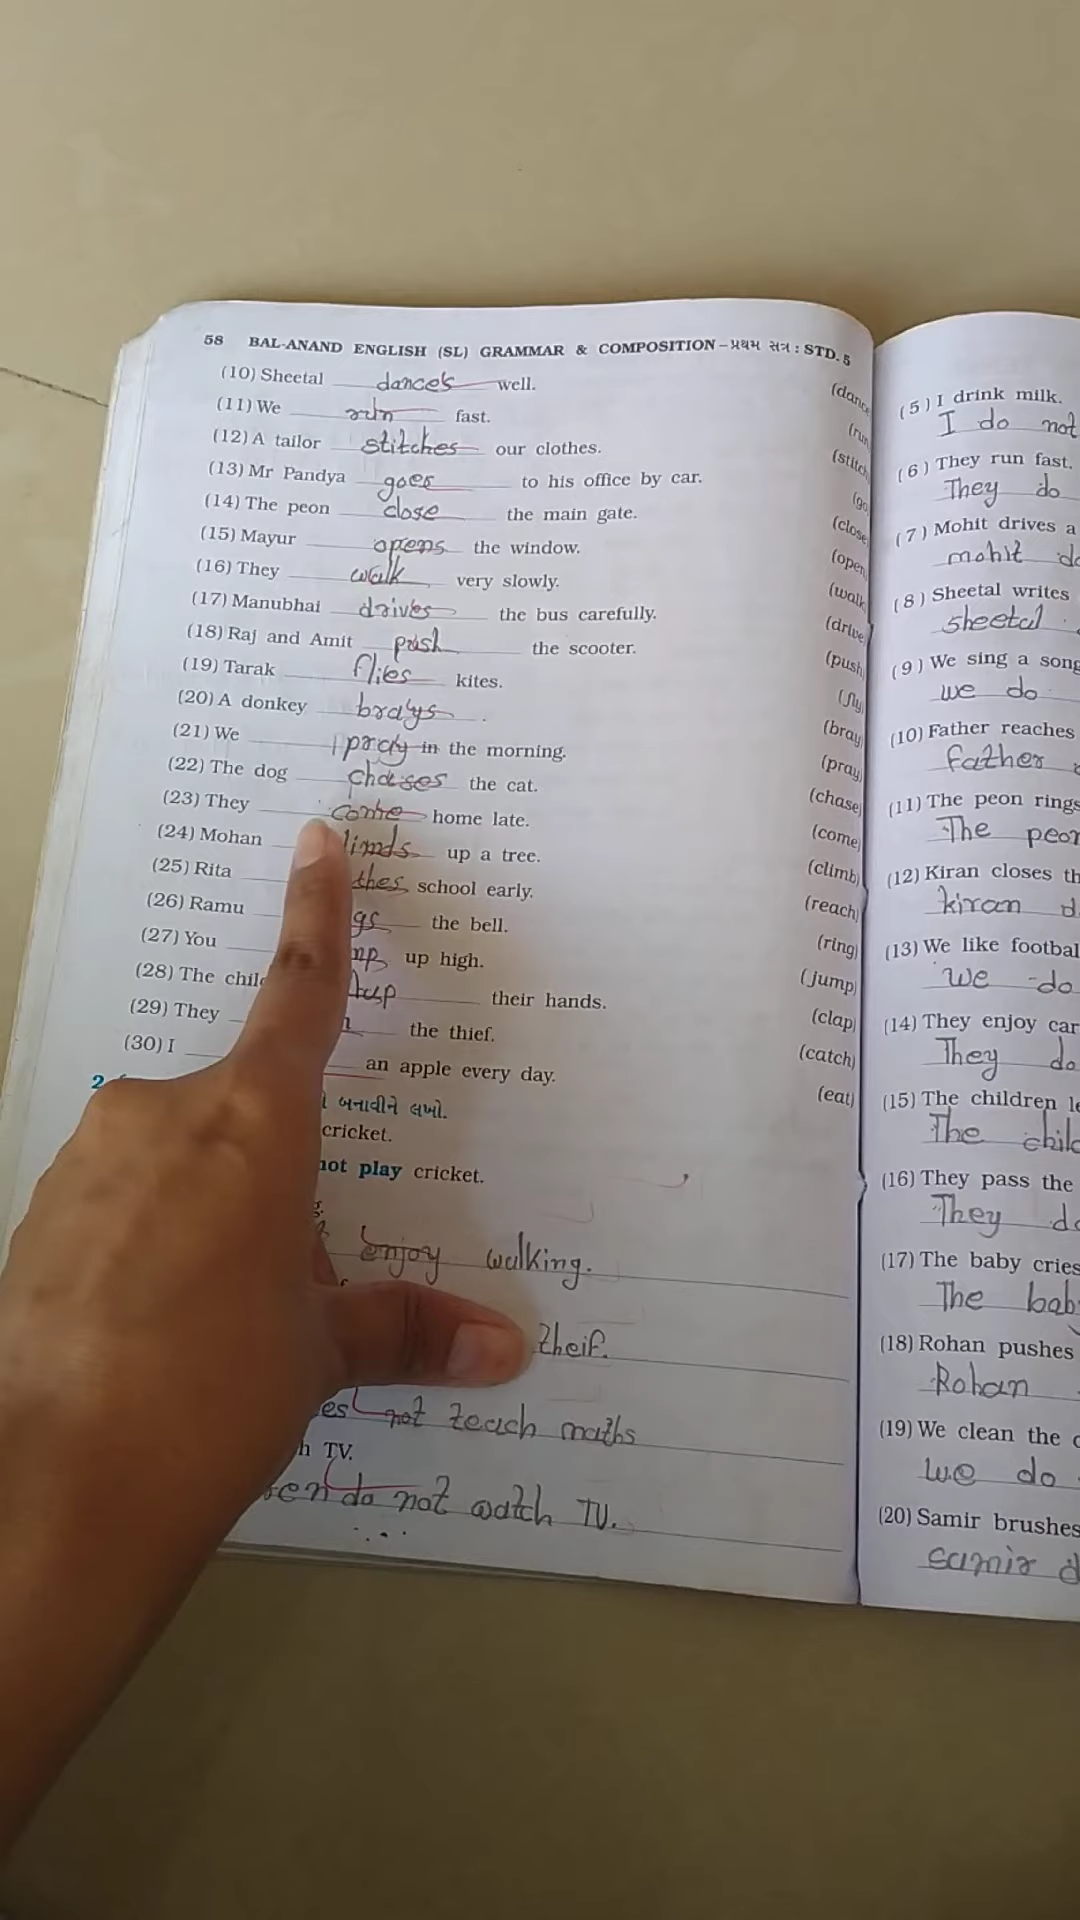 58 BAL-ANAND ENGLISH (SL) GRAMMAR & COMPOSITION – પ્રથમ સત્ર : STD. 5
(10) Sheetal dances well. (dance
(11) We run fast. (run
(12) A tailor stitches our clothes. (stitch
(13) Mr Pandya goes to his office by car. (go
(14) The peon close the main gate. (close
(15) Mayur opens the window. (open
(16) They walk very slowly. (walk
(17) Manubhai drives the bus carefully. (drive)
(18) Raj and Amit push the scooter. (push
(19) Tarak flies kites. (fly
(20) A donkey brays. (bray)
(21) We pray in the morning. (pray)
(22) The dog chases the cat. (chase)
(23) They come home late. (come)
(24) Mohan up a tree. (climb)
(25) Rita school early. (reach)
(26) Ramu the bell. (ring)
(27) You up high. (jump)
(28) The their hands. (clap)
(29) They the thief. (catch)
(30) I an apple every day. (eat)
2
બનાવીને લખો.
cricket.
not play cricket.
enjoy walking.
theif.
es not teach maths
TV.
do not watch TV.
(5) I drink milk.
I do not
(6) They run fast.
They do
(7) Mohit drives a
mohit
(8) Sheetal writes
sheetal
(9) We sing a song
we do
(10) Father reaches
father
(11) The peon rings
The peon
(12) Kiran closes
kiran
(13) We like
we do
(14) They enjoy
They do
(15) The children
The
(16) They pass the
They
(17) The baby cries
The
(18) Rohan pushes
Rohan
(19) We clean the
we do
(20) Samir brushes
samir